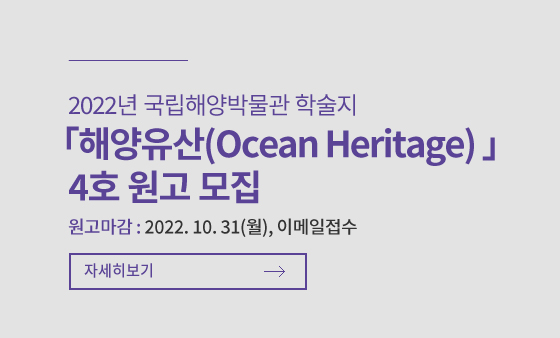 2022년 국립해양박물관 학술지
「해양유산(Ocean Heritage) 」
4호 원고 모집
원고마감 : 2022. 10. 31(월), 이메일접수
자세히보기